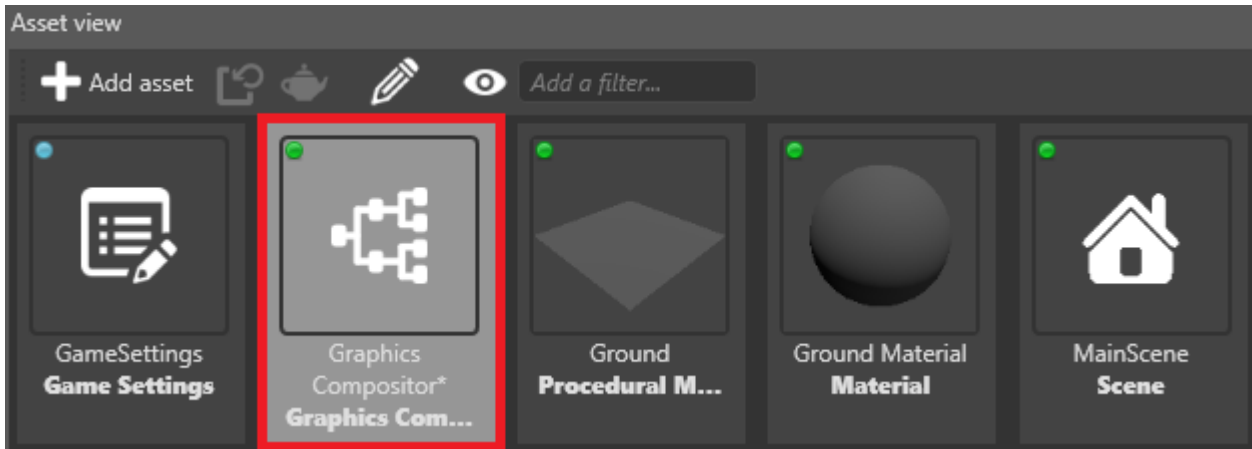 Asset view
Add asset
Add a filter...
GameSettings
Game Settings
Graphics
Compositor*
Graphics Com...
Ground
Procedural M...
Ground Material
Material
MainScene
Scene